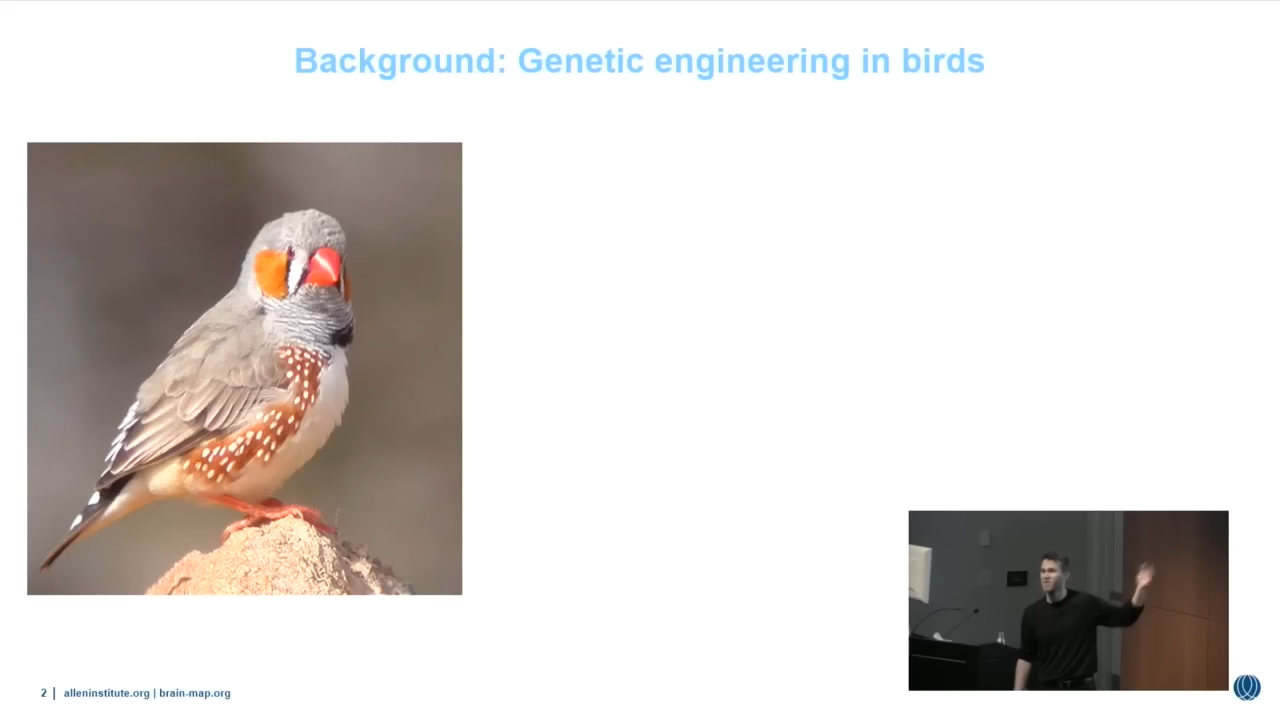 Background: Genetic engineering in birds
2 | alleninstitute.org | brain-map.org